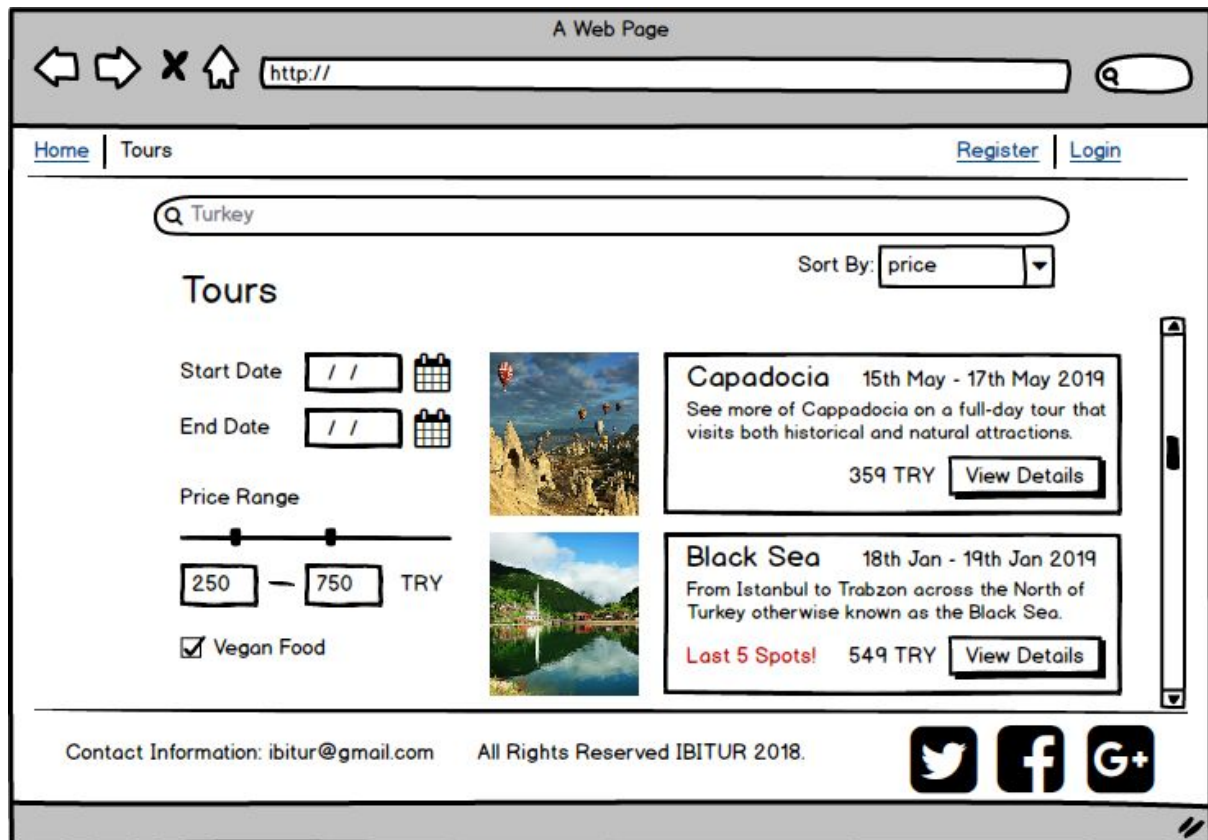 A Web Page
http://
Home Tours Register Login
Turkey
Sort By: price
Tours
Start Date / /
End Date / /
Price Range
250 — 750 TRY
Vegan Food
Capadocia 15th May - 17th May 2019
See more of Cappadocia on a full-day tour that
visits both historical and natural attractions.
359 TRY View Details
Black Sea 18th Jan - 19th Jan 2019
From Istanbul to Trabzon across the North of
Turkey otherwise known as the Black Sea.
Last 5 Spots! 549 TRY View Details
Contact Information: ibitur@gmail.com All Rights Reserved IBITUR 2018.
G+